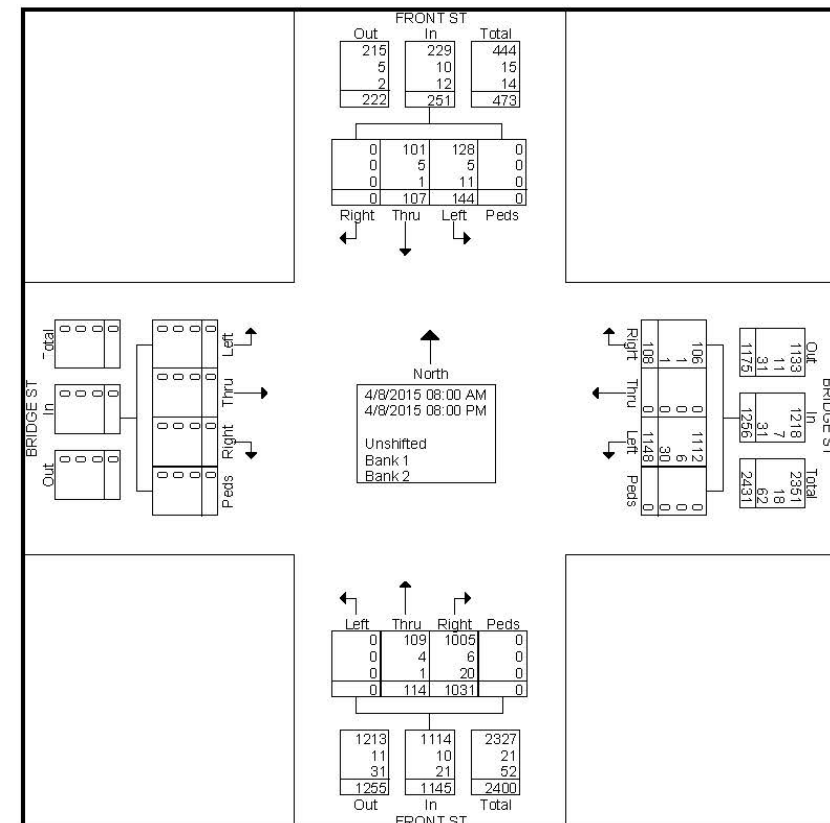 FRONT ST
Out In Total
215 229 444
5 10 15
2 12 14
222 251 473
0 101 128 0
0 5 5 0
0 1 11 0
0 107 144 0
Right Thru Left Peds
BRIDGE ST
Total
0 0 0 0
In
0 0 0 0
Out
0 0 0 0
Left
0 0 0 0
Thru
0 0 0 0
Right
0 0 0 0
Peds
0 0 0 0
North
4/8/2015 08:00 AM
4/8/2015 08:00 PM
Unshifted
Bank 1
Bank 2
Right
106
1
1
108
Thru
0
0
0
0
Left
1112
6
30
1148
Peds
0
0
0
0
Out
1133
11
31
1175
In
1218
7
31
1256
Total
2351
18
62
2431
BRIDGE ST
Left Thru Right Peds
0 109 1005 0
0 4 6 0
0 1 20 0
0 114 1031 0
1213 1114 2327
11 10 21
31 21 52
1255 1145 2400
Out In Total
FRONT ST